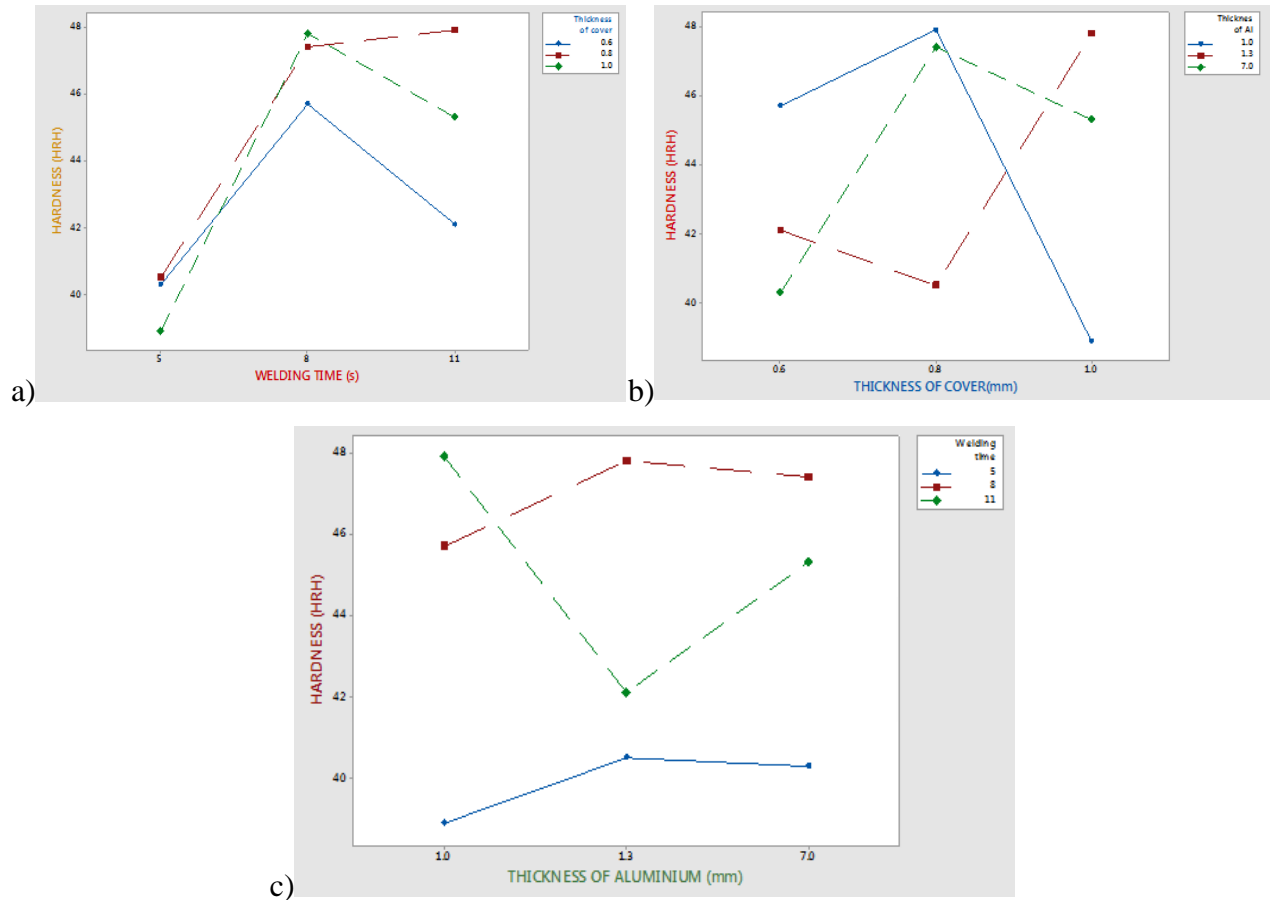 Thickness
of cover
0.6
0.8
1.0
48
46
44
42
40
HARDNESS (HRH)
5 8 11
WELDING TIME (s)
a)
Thicknes
of Al
1.0
1.3
7.0
48
46
44
42
40
HARDNESS (HRH)
0.6 0.8 1.0
THICKNESS OF COVER(mm)
b)
Welding
time
5
8
11
48
46
44
42
40
HARDNESS (HRH)
1.0 1.3 7.0
THICKNESS OF ALUMINIUM (mm)
c)